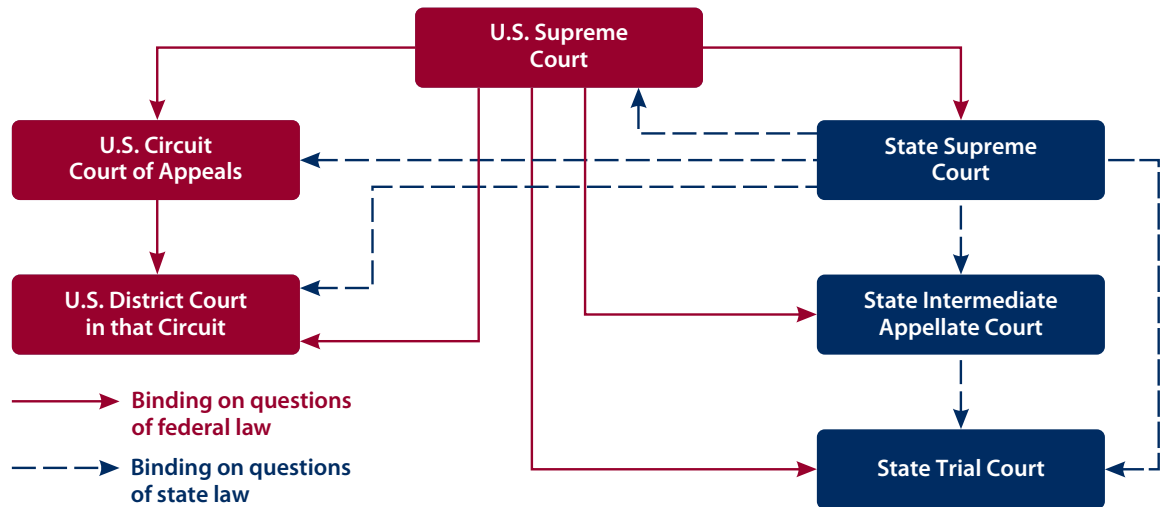 U.S. Supreme
Court
U.S. Circuit
Court of Appeals
State Supreme
Court
U.S. District Court
in that Circuit
State Intermediate
Appellate Court
Binding on questions
of federal law
Binding on questions
of state law
State Trial Court